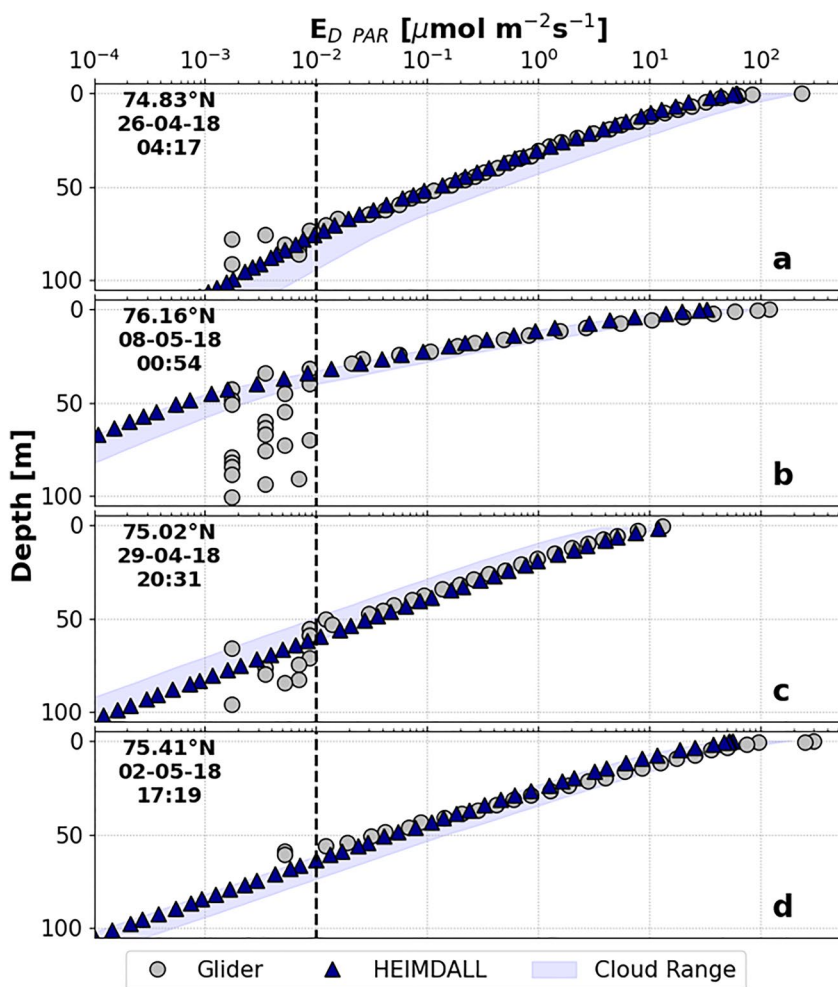 E_D PAR [μmol m⁻²s⁻¹]
10⁻⁴ 10⁻³ 10⁻² 10⁻¹ 10⁰ 10¹ 10²
0
74.83°N
26-04-18
04:17
50
100
a
0
76.16°N
08-05-18
00:54
50
100
b
Depth [m]
0
75.02°N
29-04-18
20:31
50
100
c
0
75.41°N
02-05-18
17:19
50
100
d
Glider HEIMDALL Cloud Range